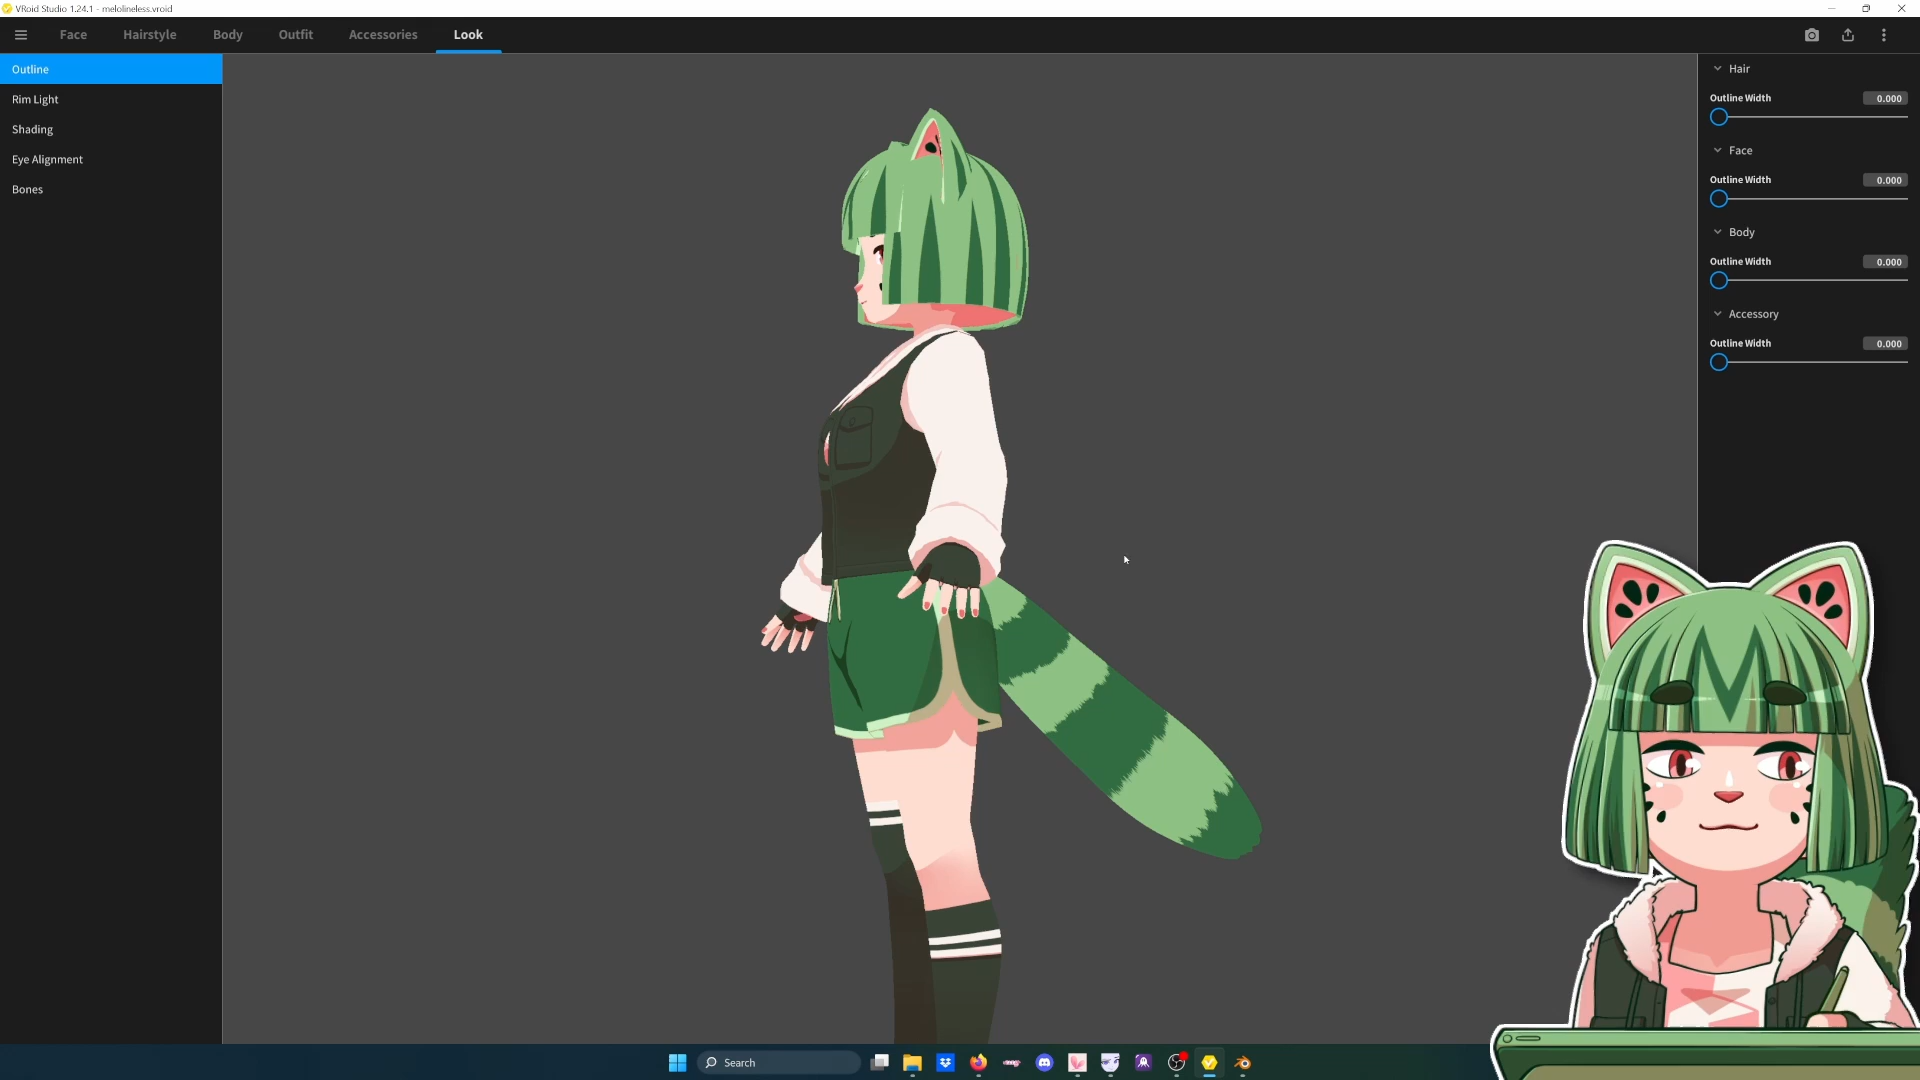 VRoid Studio 1.24.1 - melolineless.vroid
Face Hairstyle Body Outfit Accessories Look
Outline
Rim Light
Shading
Eye Alignment
Bones
Hair
Outline Width 0.000
Face
Outline Width 0.000
Body
Outline Width 0.000
Accessory
Outline Width 0.000
Search